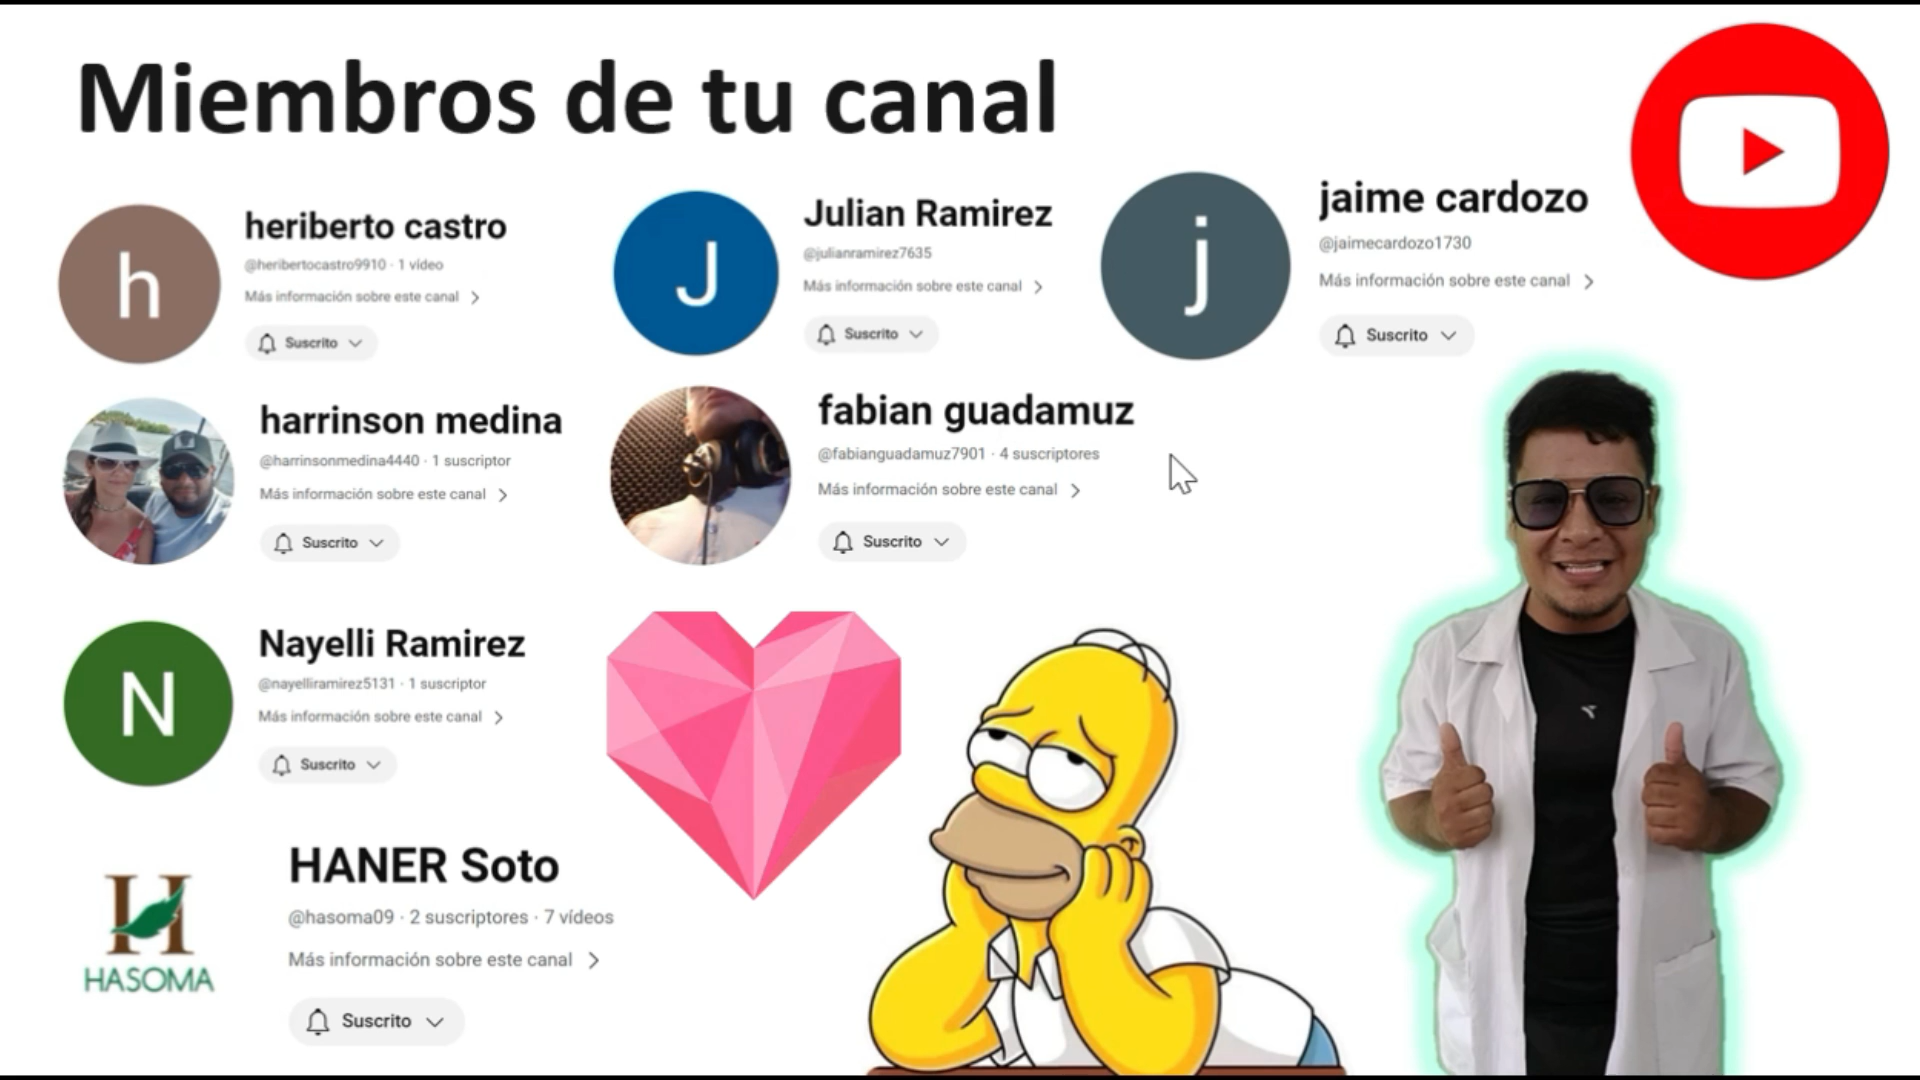 Miembros de tu canal
h
heriberto castro
@heribertocastro9910 · 1 vídeo
Más información sobre este canal
Suscrito
J
Julian Ramirez
@julianramirez7635
Más información sobre este canal
Suscrito
j
jaime cardozo
@jaimecardozo1730
Más información sobre este canal
Suscrito
harrinson medina
@harrinsonmedina4440 · 1 suscriptor
Más información sobre este canal
Suscrito
fabian guadamuz
@fabianguadamuz7901 · 4 suscriptores
Más información sobre este canal
Suscrito
N
Nayelli Ramirez
@nayelliramirez5131 · 1 suscriptor
Más información sobre este canal
Suscrito
H
HASOMA
HANER Soto
@hasoma09 · 2 suscriptores · 7 vídeos
Más información sobre este canal
Suscrito